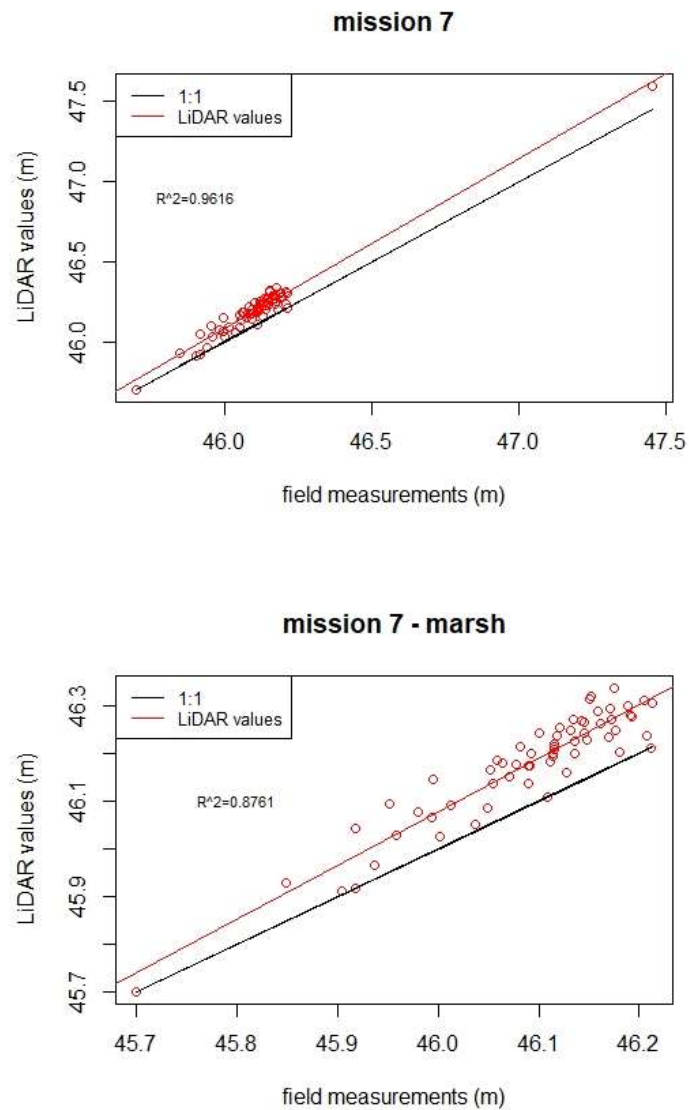 mission 7
1:1
LiDAR values
R^2=0.9616
LiDAR values (m)
47.5
47.0
46.5
46.0
46.0 46.5 47.0 47.5
field measurements (m)
mission 7 - marsh
1:1
LiDAR values
R^2=0.8761
LiDAR values (m)
46.3
46.1
45.9
45.7
45.7 45.8 45.9 46.0 46.1 46.2
field measurements (m)